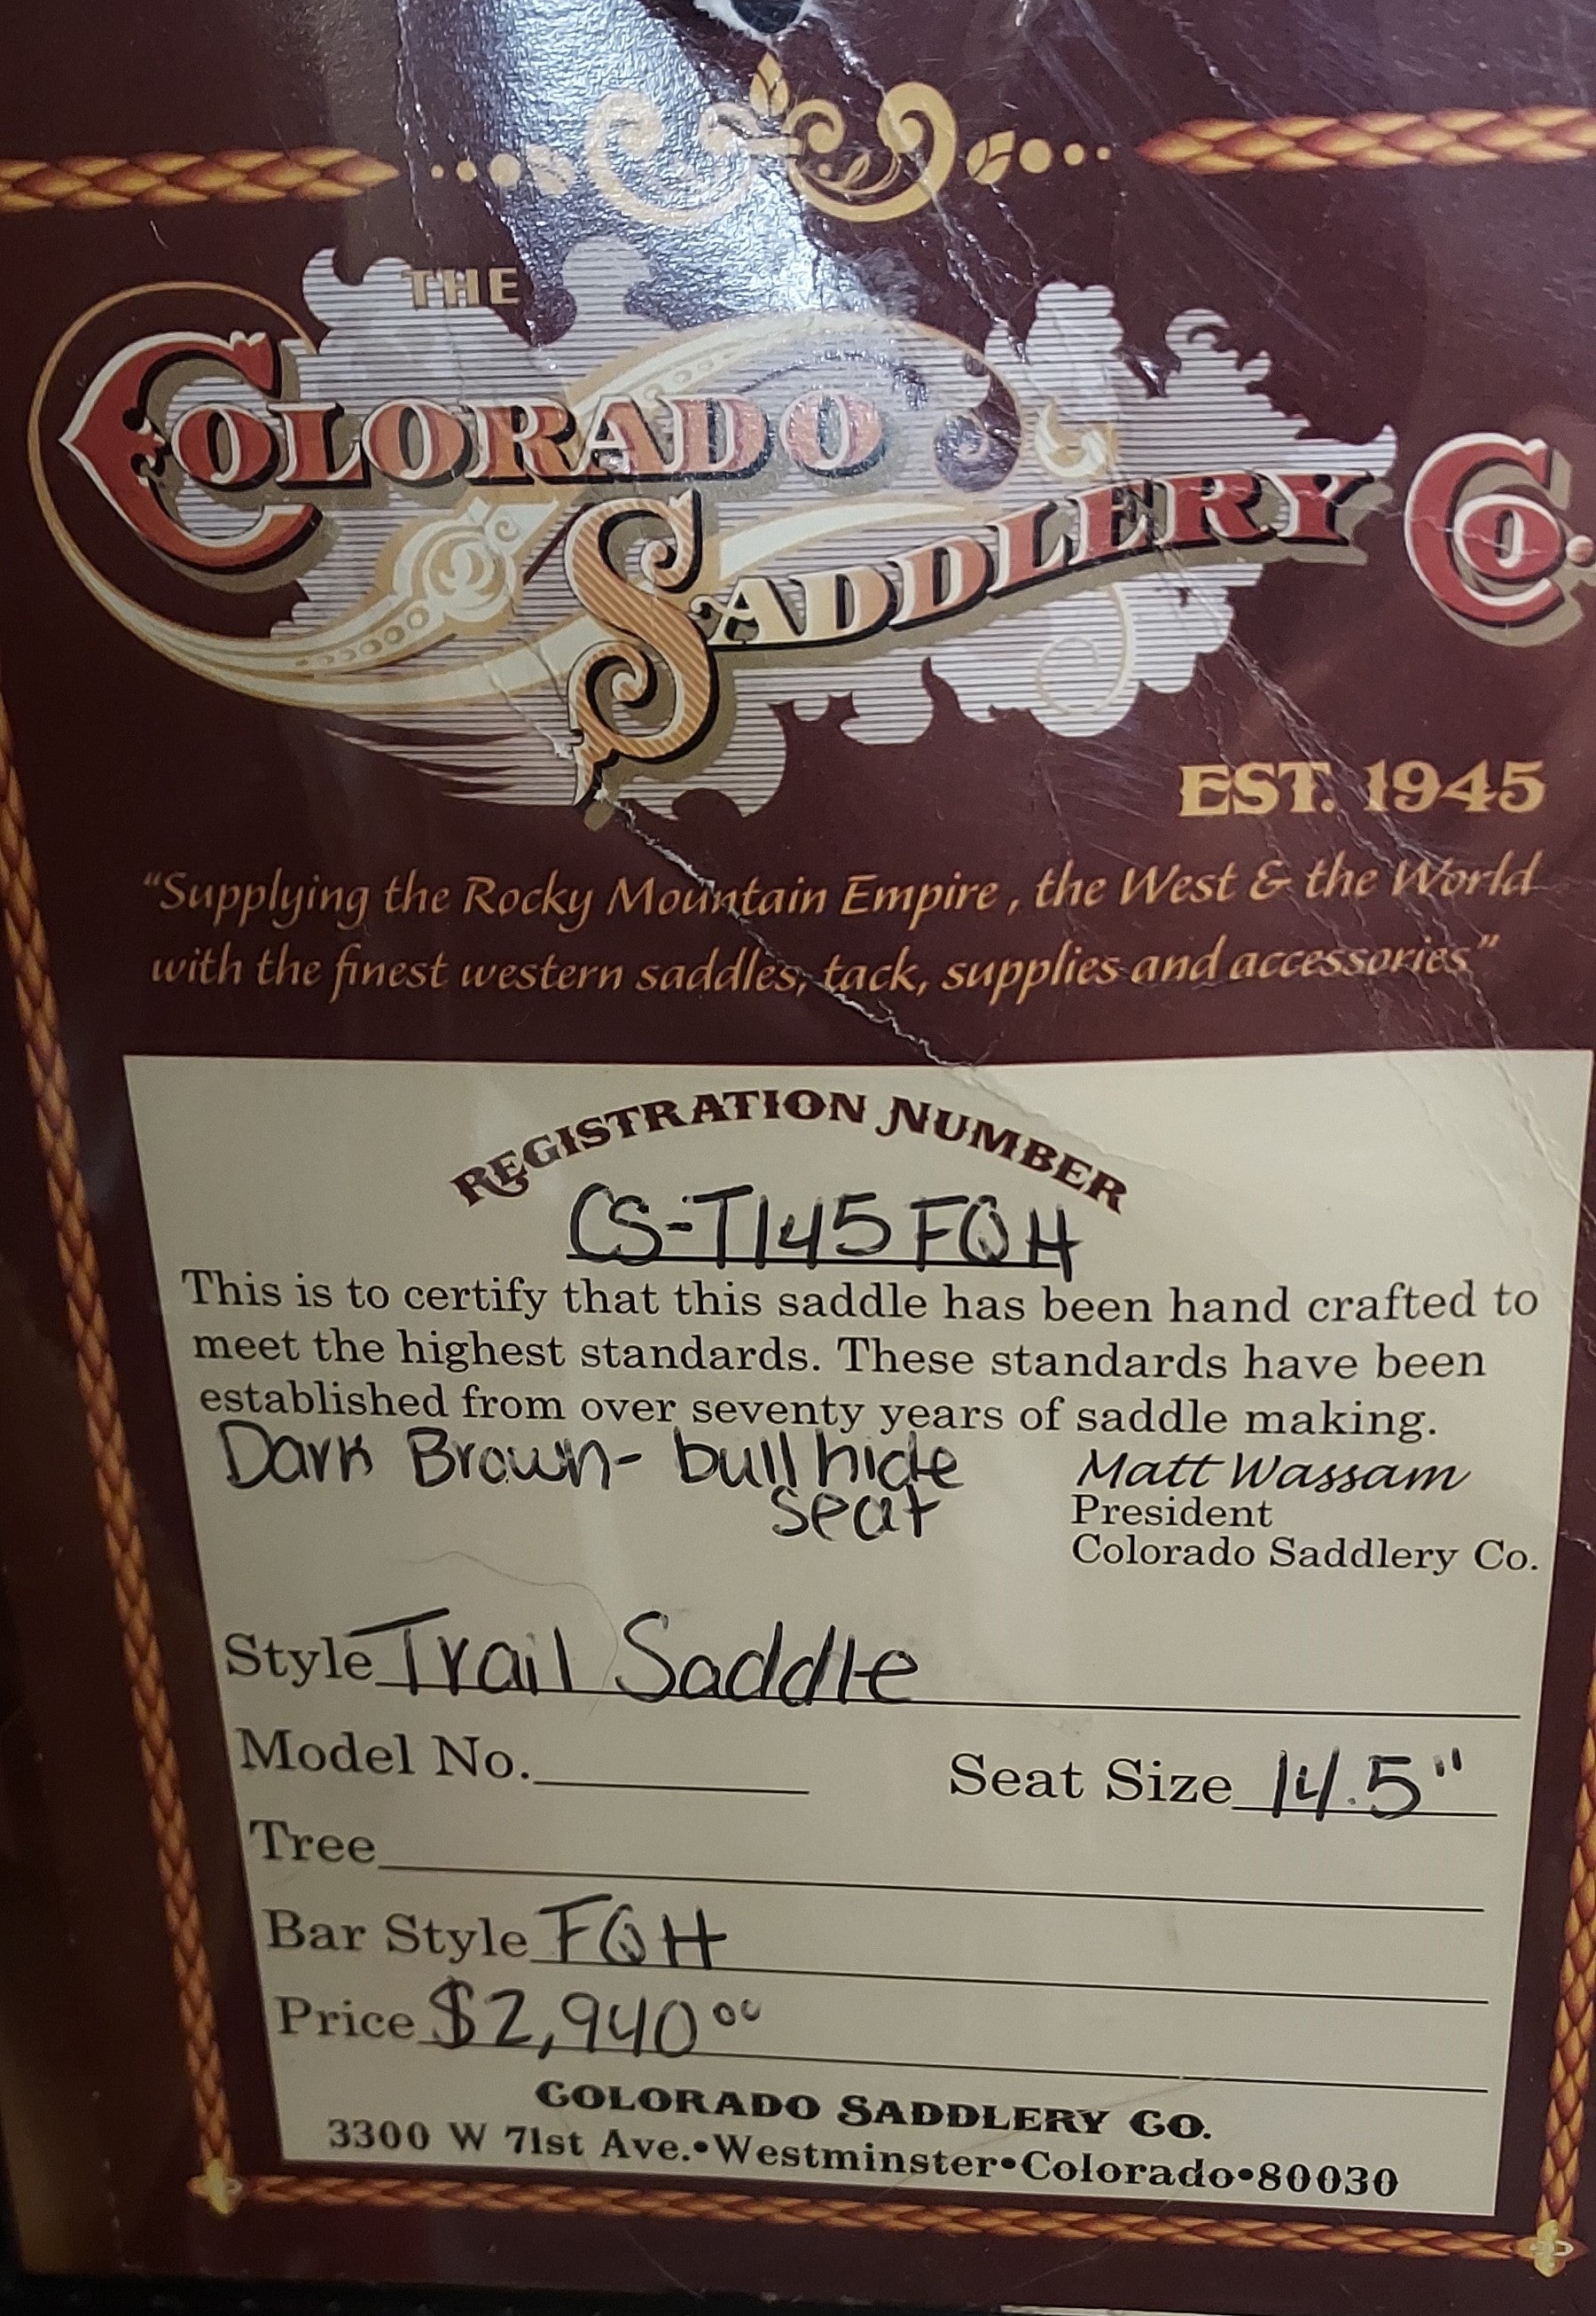 THE
COLORADO
SADDLERY CO.
EST. 1945
"Supplying the Rocky Mountain Empire, the West & the World
with the finest western saddles, tack, supplies and accessories"
REGISTRATION NUMBER
CS-T145FQH
This is to certify that this saddle has been hand crafted to
meet the highest standards. These standards have been
established from over seventy years of saddle making.
Dark Brown- bull hide
seat
Matt Wassam
President
Colorado Saddlery Co.
Style Trail Saddle
Model No.
Seat Size 14.5"
Tree
Bar Style FQH
Price $2,940 00
COLORADO SADDLERY CO.
3300 W 71st Ave.•Westminster•Colorado•80030